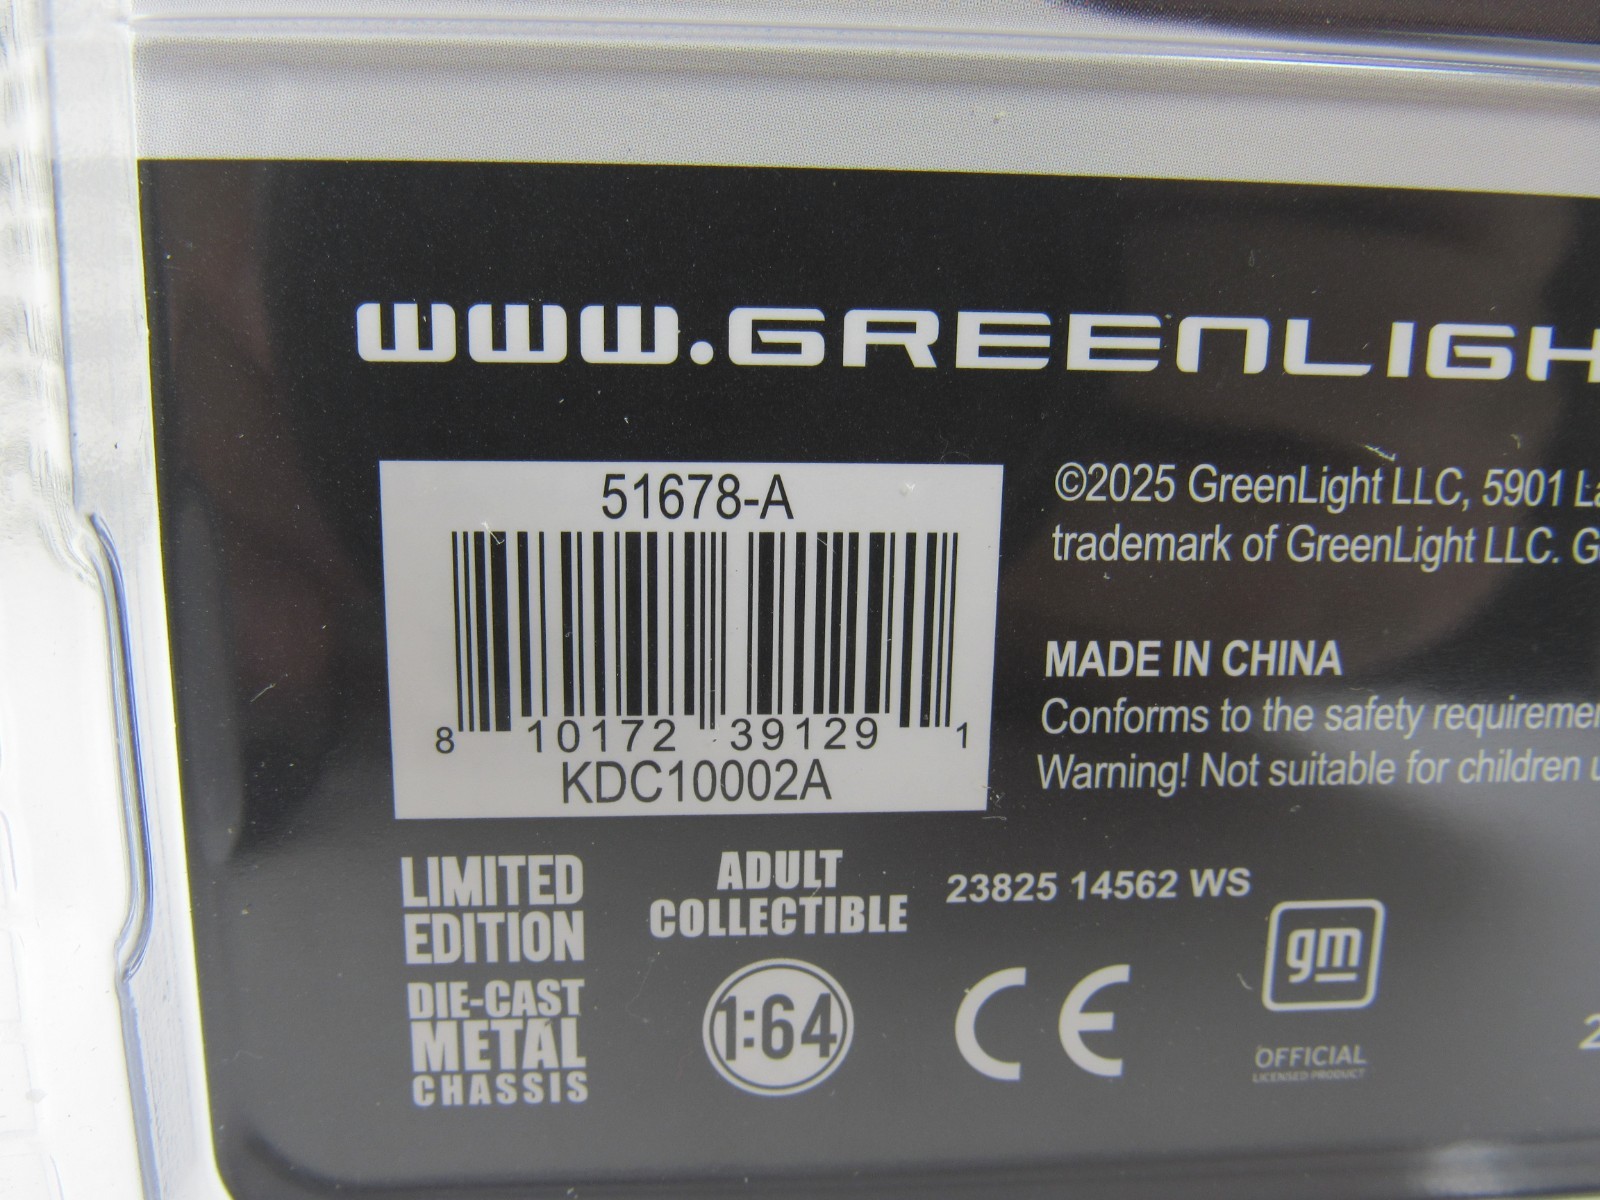 WWW.GREENLIGH
51678-A
8 10172 39129 1
KDC10002A
©2025 GreenLight LLC, 5901 La
trademark of GreenLight LLC. G
MADE IN CHINA
Conforms to the safety requiremen
Warning! Not suitable for children u
LIMITED
EDITION
DIE-CAST
METAL
CHASSIS
ADULT
COLLECTIBLE
1:64
23825 14562 WS
CE
gm
OFFICIAL
LICENSED PRODUCT
2